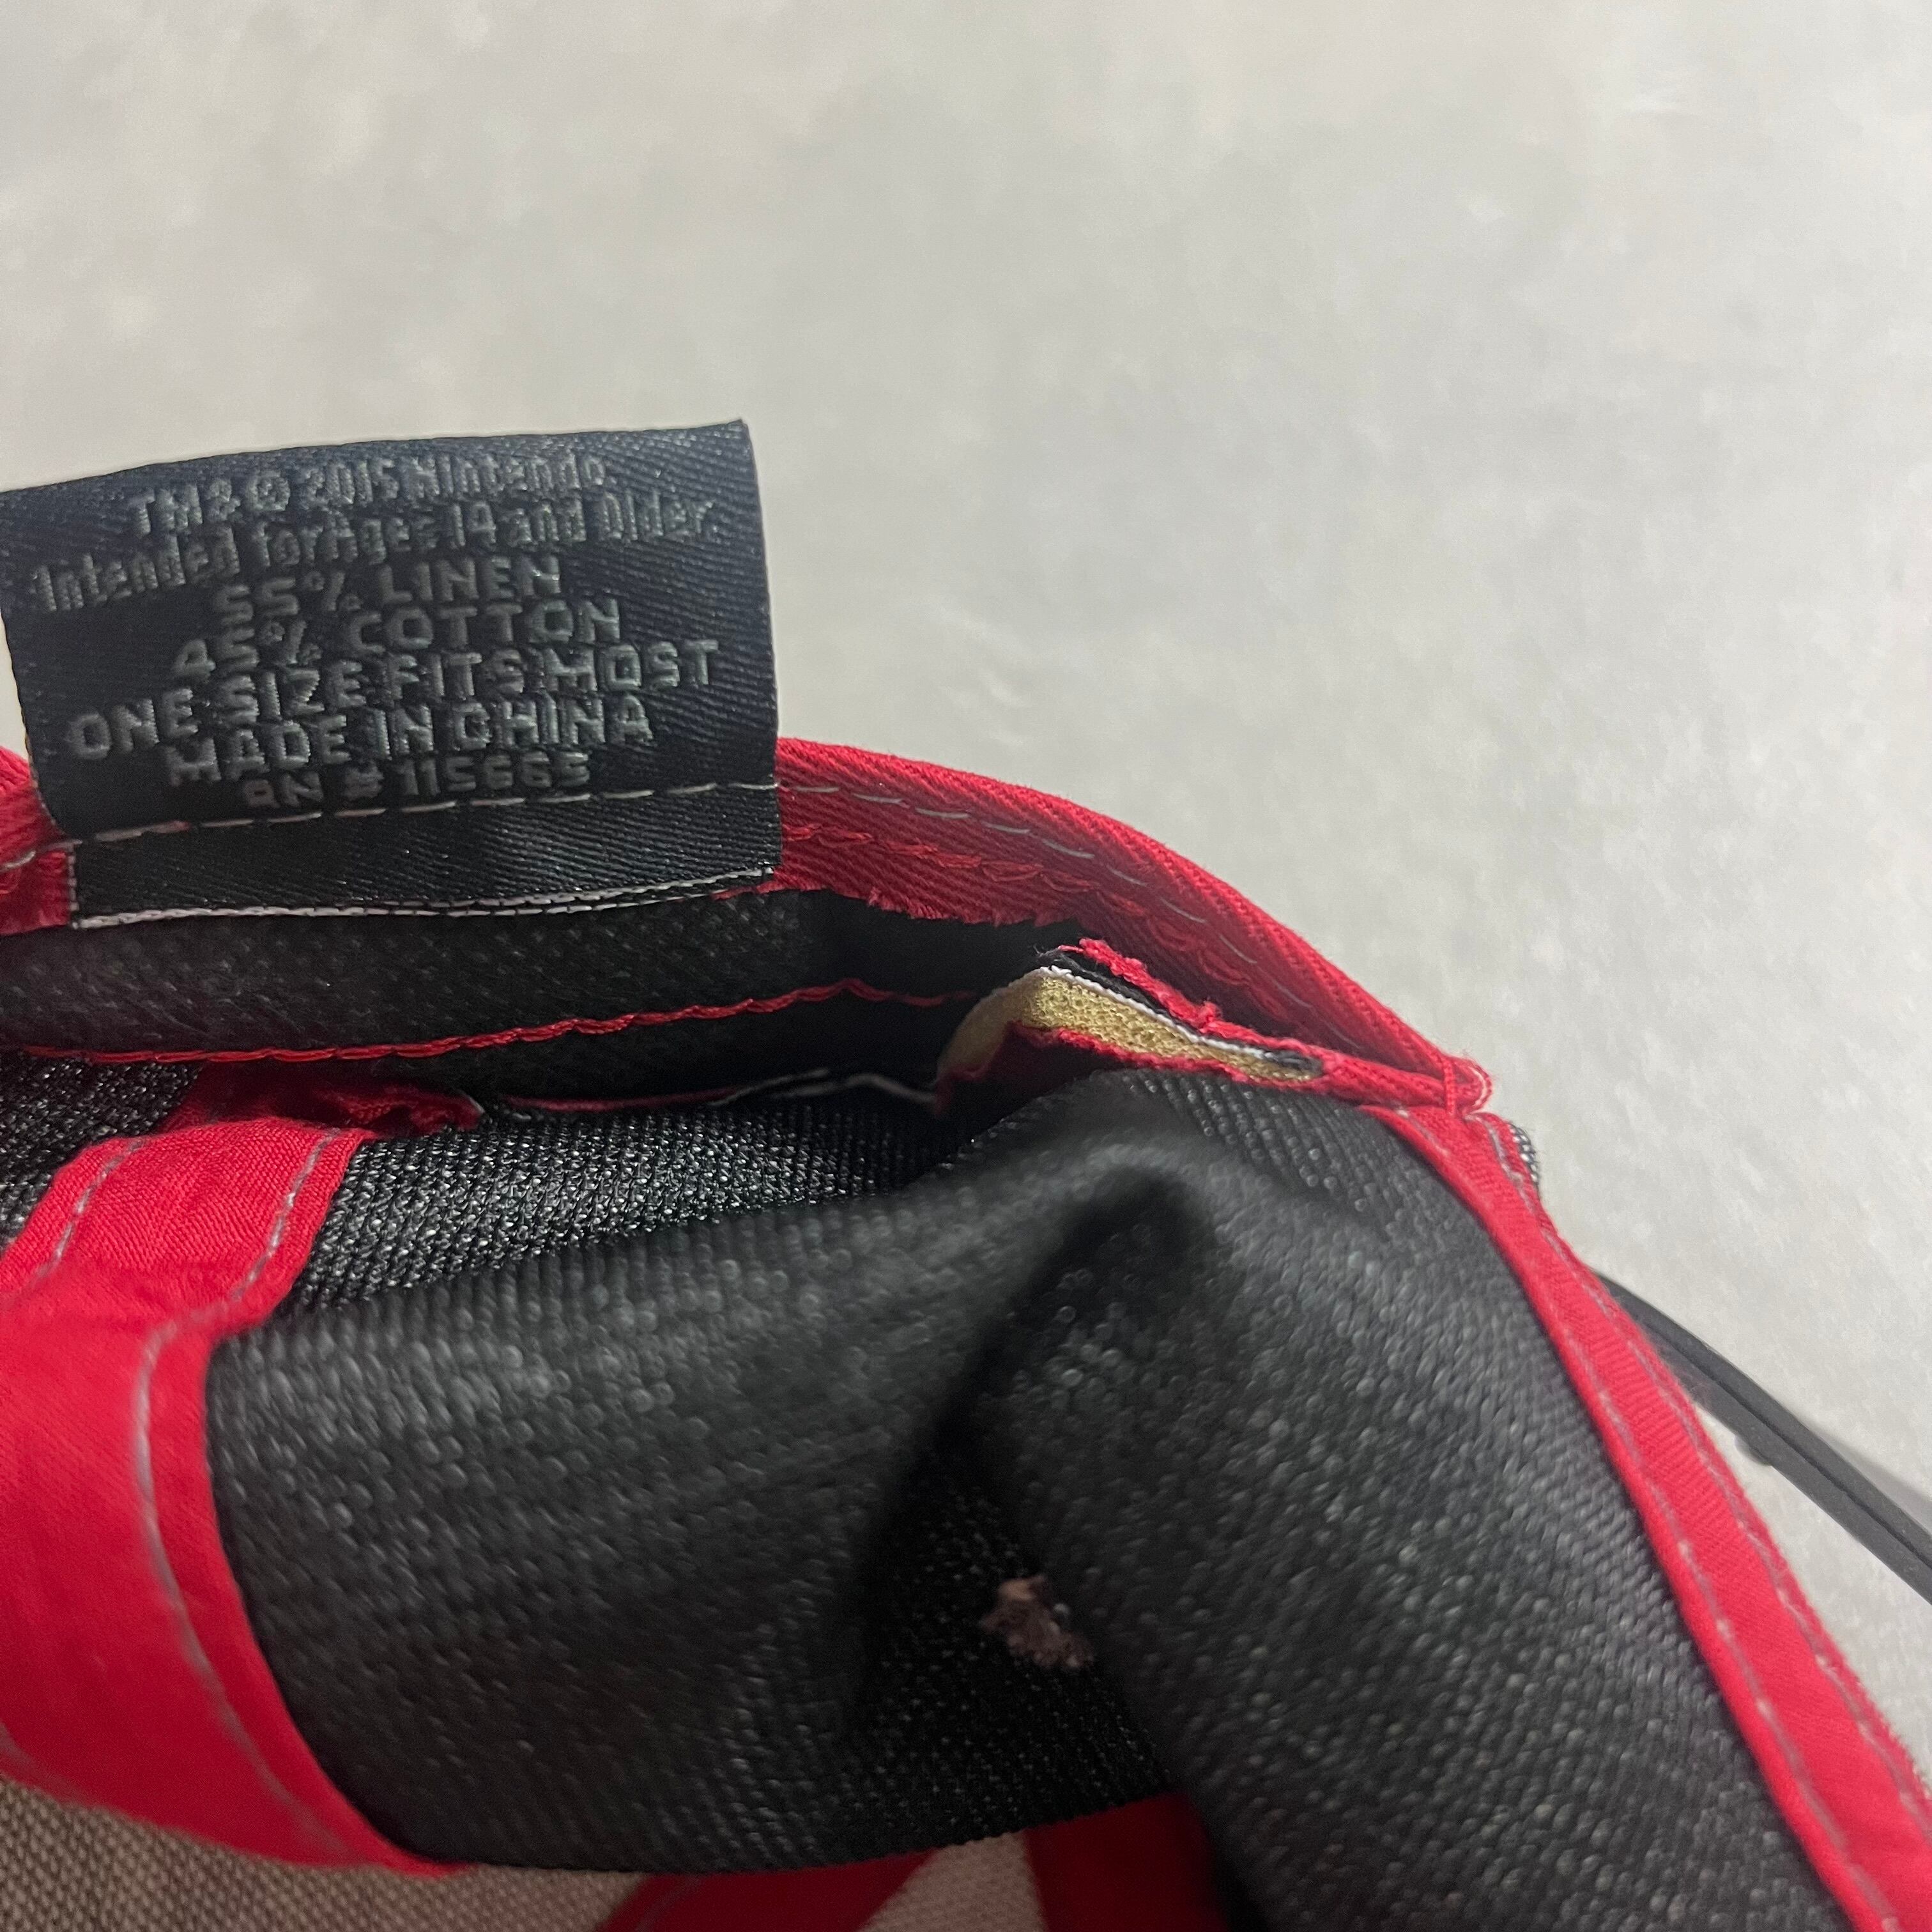 TM & © 2015 Nintendo
Intended for Ages 14 and Older
55% LINEN
45% COTTON
ONE SIZE FITS MOST
MADE IN CHINA
RN # 115665